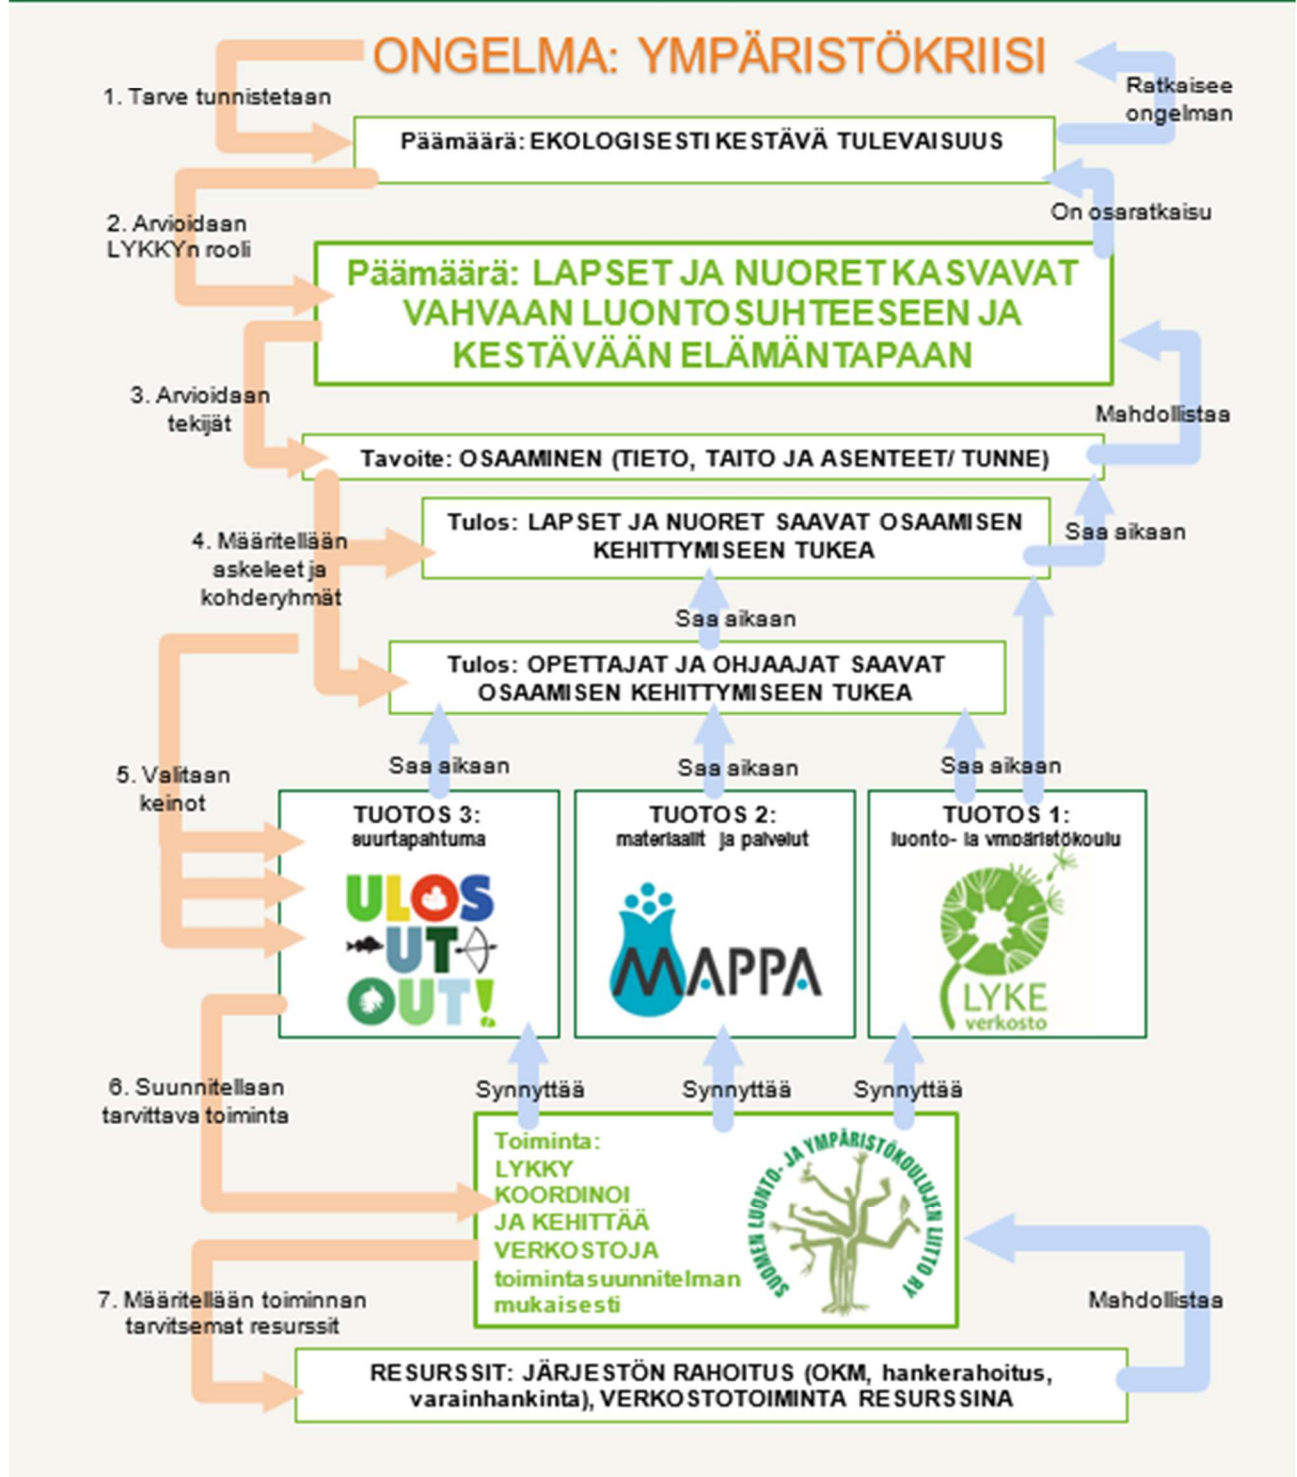 ONGELMA: YMPÄRISTÖKRIISI
1. Tarve tunnistetaan
Ratkaisee
ongelman
Päämäärä: EKOLOGISESTI KESTÄVÄ TULEVAISUUS
2. Arvioidaan
LYKKYn rooli
On osaratkaisu
Päämäärä: LAPSET JA NUORET KASVAVAT
VAHVAAN LUONTOSUHTEESEEN JA
KESTÄVÄÄN ELÄMÄNTAPAAN
3. Arvioidaan
tekijät
Mahdollistaa
Tavoite: OSAAMINEN (TIETO, TAITO JA ASENTEET/ TUNNE)
4. Määritellään
askeleet ja
kohderyhmät
Tulos: LAPSET JA NUORET SAAVAT OSAAMISEN
KEHITTYMISEEN TUKEA
Saa aikaan
Saa aikaan
Tulos: OPETTAJAT JA OHJAAJAT SAAVAT
OSAAMISEN KEHITTYMISEEN TUKEA
5. Valitaan
keinot
Saa aikaan
Saa aikaan
Saa aikaan
TUOTOS 3:
suurtapahtuma
ULOS
UT
OUT!
TUOTOS 2:
materiaalit ja palvelut
MAPPA
TUOTOS 1:
luonto- ja ympäristökoulu
LYKE
verkosto
6. Suunnitellaan
tarvittava toiminta
Synnyttää
Synnyttää
Synnyttää
Toiminta:
LYKKY
KOORDINOI
JA KEHITTÄÄ
VERKOSTOJA
toimintasuunnitelman
mukaisesti
SUOMEN LUONTO- JA YMPÄRISTÖKOULUJEN LIITTO RY
7. Määritellään toiminnan
tarvitsemat resurssit
Mahdollistaa
RESURSSIT: JÄRJESTÖN RAHOITUS (OKM, hankerahoitus,
varainhankinta), VERKOSTOTOIMINTA RESURSSINA